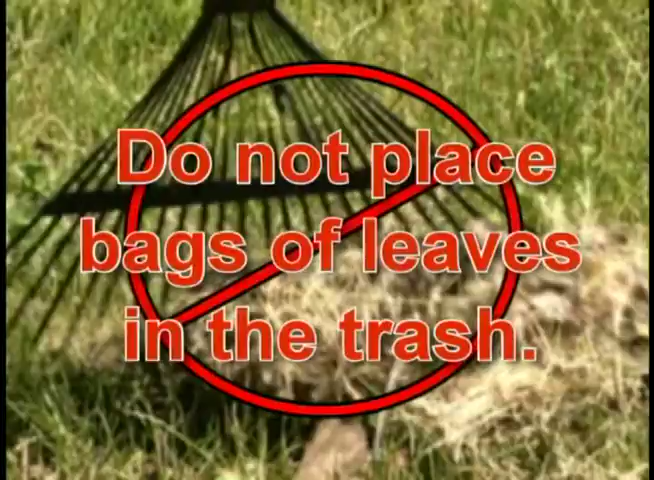 Do not place
bags of leaves
in the trash.